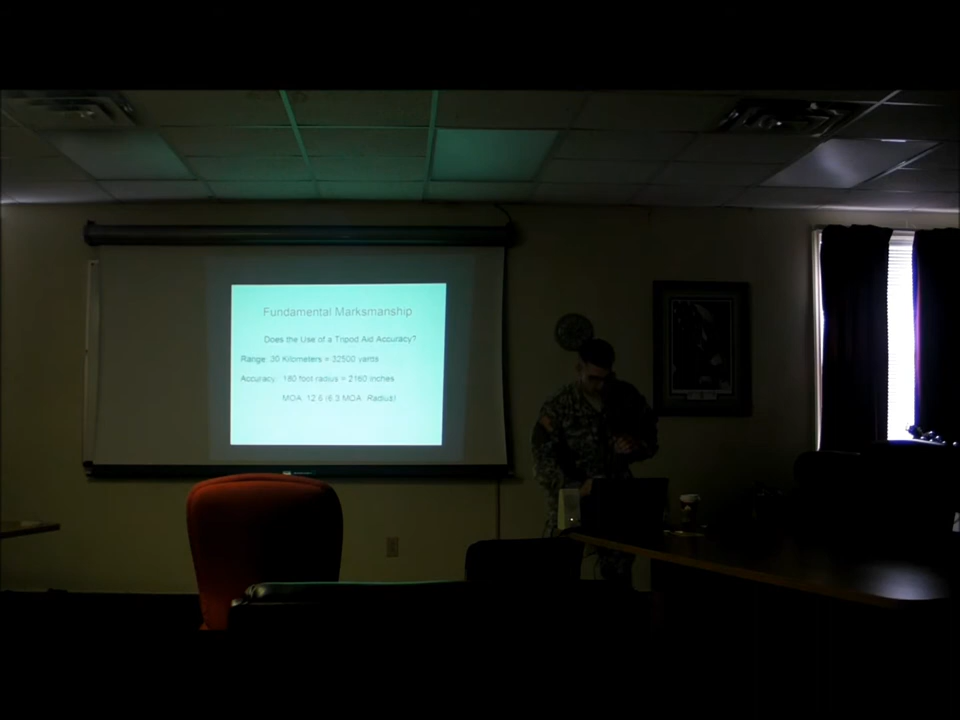 Fundamental Marksmanship
Does the Use of a Tripod Aid Accuracy?
Range: 30 Kilometers = 32500 yards
Accuracy: 180 foot radius = 2160 inches
MOA: 12.6 (6.3 MOA Radius)